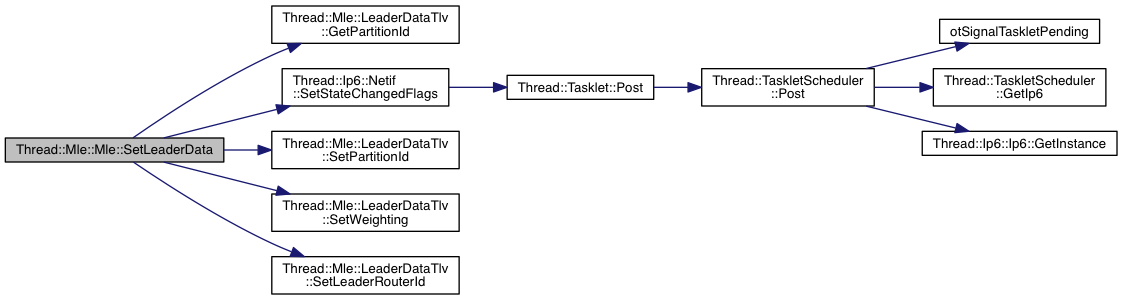 Thread::Mle::Mle::SetLeaderData
Thread::Mle::LeaderDataTlv
::GetPartitionId
Thread::Ip6::Netif
::SetStateChangedFlags
Thread::Mle::LeaderDataTlv
::SetPartitionId
Thread::Mle::LeaderDataTlv
::SetWeighting
Thread::Mle::LeaderDataTlv
::SetLeaderRouterId
Thread::Tasklet::Post
Thread::TaskletScheduler
::Post
otSignalTaskletPending
Thread::TaskletScheduler
::GetIp6
Thread::Ip6::Ip6::GetInstance